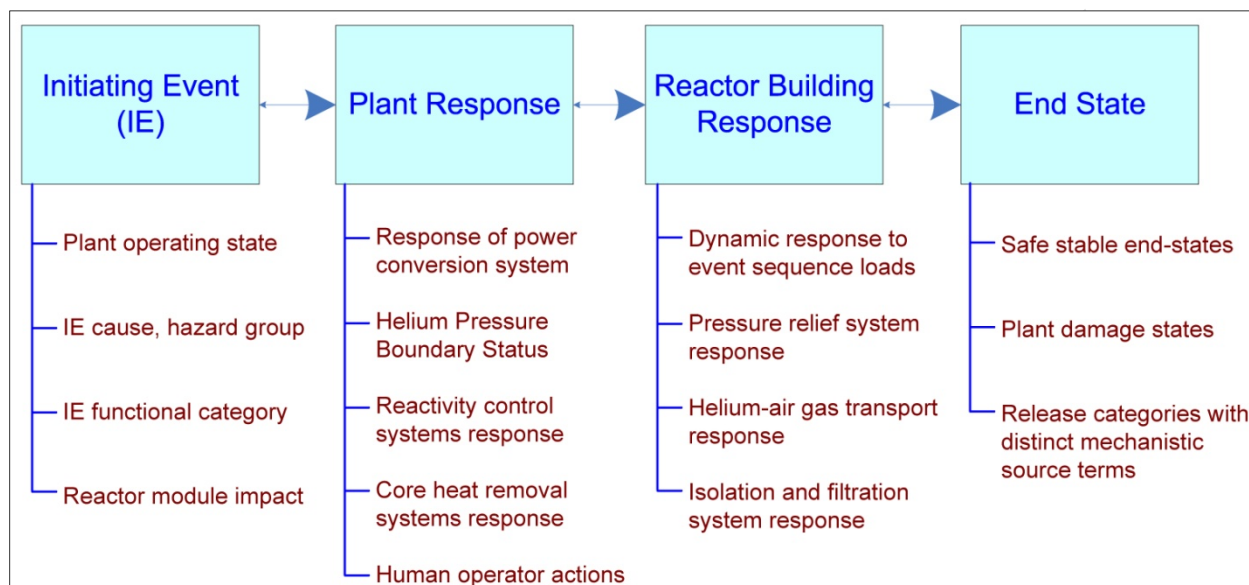 Initiating Event
(IE)
Plant Response
Reactor Building
Response
End State
Plant operating state
IE cause, hazard group
IE functional category
Reactor module impact
Response of power
conversion system
Helium Pressure
Boundary Status
Reactivity control
systems response
Core heat removal
systems response
Human operator actions
Dynamic response to
event sequence loads
Pressure relief system
response
Helium-air gas transport
response
Isolation and filtration
system response
Safe stable end-states
Plant damage states
Release categories with
distinct mechanistic
source terms